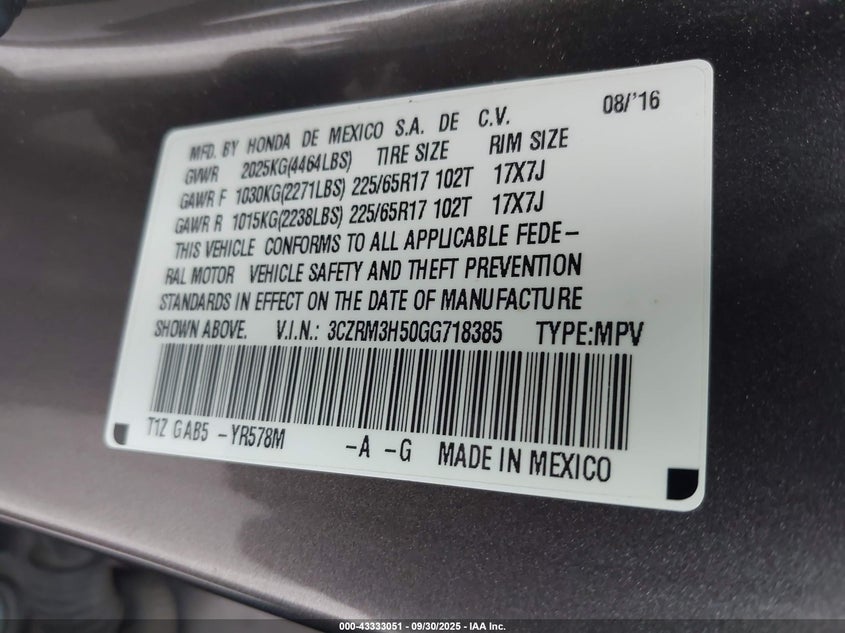 08/'16
MFD. BY HONDA DE MEXICO S.A. DE C.V.
GVWR 2025KG(4464LBS) TIRE SIZE RIM SIZE
GAWR F 1030KG(2271LBS) 225/65R17 102T 17X7J
GAWR R 1015KG(2238LBS) 225/65R17 102T 17X7J
THIS VEHICLE CONFORMS TO ALL APPLICABLE FEDE-
RAL MOTOR VEHICLE SAFETY AND THEFT PREVENTION
STANDARDS IN EFFECT ON THE DATE OF MANUFACTURE
SHOWN ABOVE. V.I.N.: 3CZRM3H50GG718385 TYPE:MPV
T1Z GAB5 -YR578M -A -G MADE IN MEXICO
000-43333051 - 09/30/2025 - IAA Inc.